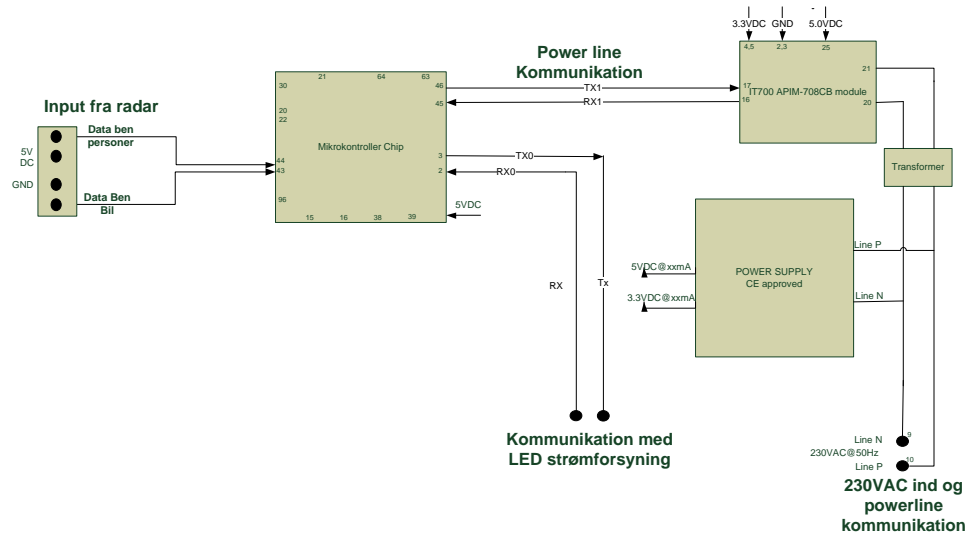 3.3VDC GND 5.0VDC
4,5 2,3 25
21
17
16
IT700 APIM-708CB module
20
Transformer
Power line
Kommunikation
TX1
RX1
21 64 63
30 46
20 45
22
Mikrokontroller Chip
44 3
43 2
96
15 16 38 39
TX0
RX0
5VDC
Input fra radar
Data ben
personer
5V
DC
GND
Data Ben
Bil
RX
Tx
5VDC@xxmA
3.3VDC@xxmA
POWER SUPPLY
CE approved
Line P
Line N
Kommunikation med
LED strømforsyning
Line N 9
230VAC@50Hz
Line P 10
230VAC ind og
powerline
kommunikation